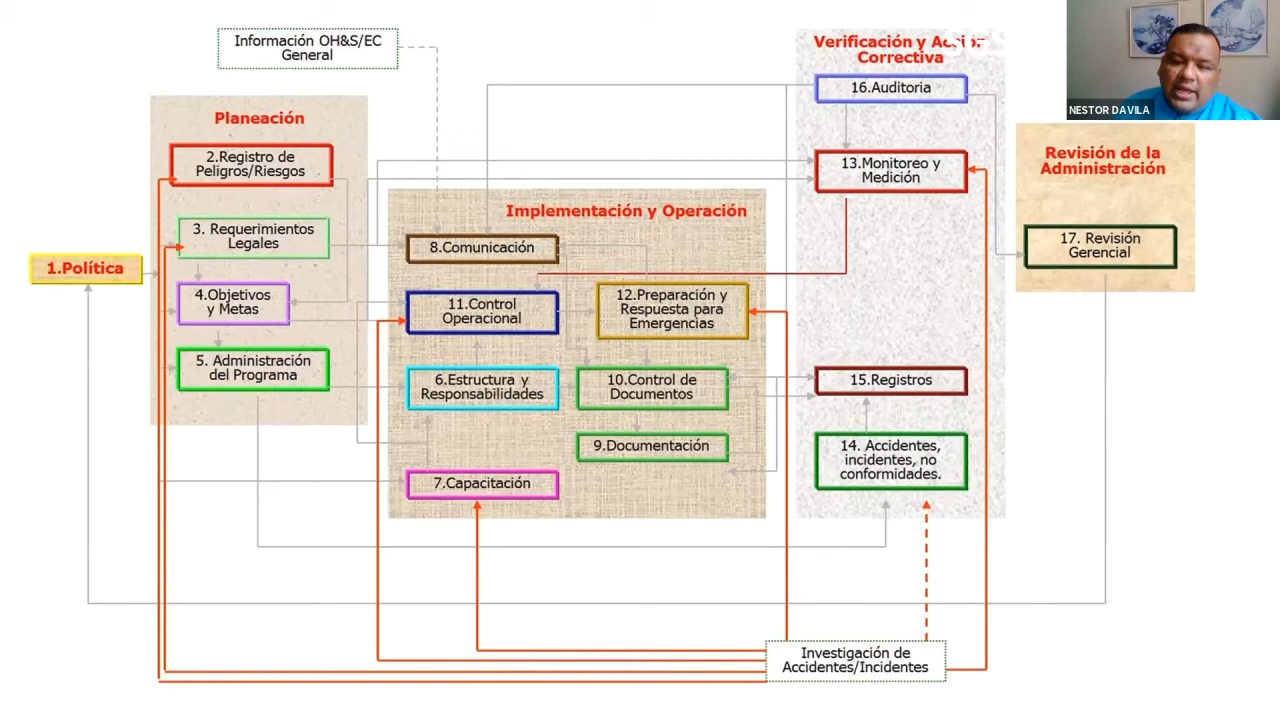 Información OH&S/EC
General
Planeación
2.Registro de
Peligros/Riesgos
3. Requerimientos
Legales
1.Política
4.Objetivos
y Metas
5. Administración
del Programa
Implementación y Operación
8.Comunicación
11.Control
Operacional
12.Preparación y
Respuesta para
Emergencias
6.Estructura y
Responsabilidades
10.Control de
Documentos
9.Documentación
7.Capacitación
Verificación y
Correctiva
16.Auditoria
13.Monitoreo y
Medición
15.Registros
14. Accidentes,
incidentes, no
conformidades.
NESTOR DAVILA
Revisión de la
Administración
17. Revisión
Gerencial
Investigación de
Accidentes/Incidentes